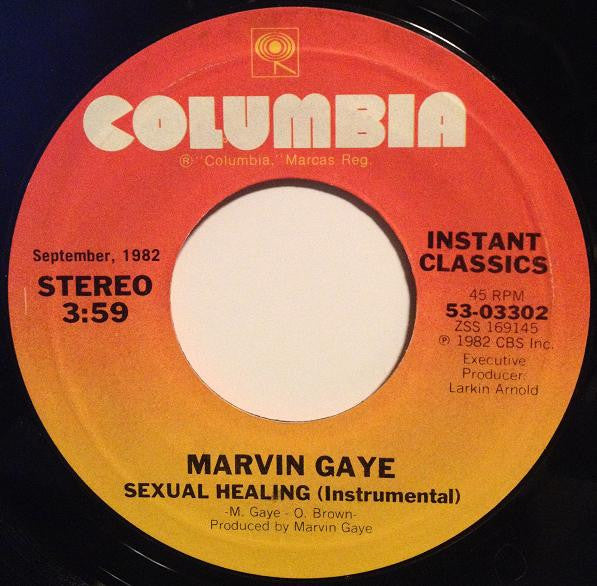 COLUMBIA
® "Columbia," Marcas Reg.
September, 1982
STEREO
3:59
INSTANT
CLASSICS
45 RPM
53-03302
ZSS 169145
℗ 1982 CBS Inc.
Executive
Producer:
Larkin Arnold
MARVIN GAYE
SEXUAL HEALING (Instrumental)
-M. Gaye - O. Brown-
Produced by Marvin Gaye